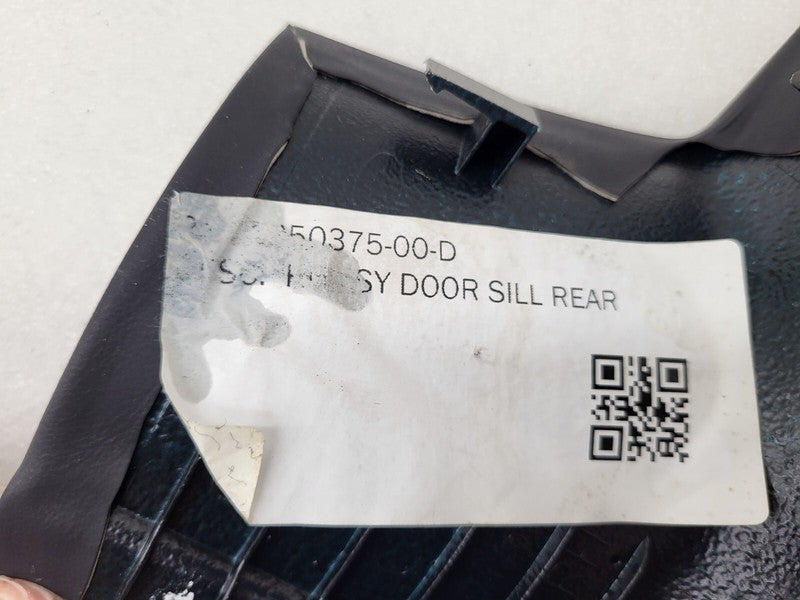 50375-00-D
SY DOOR SILL REAR